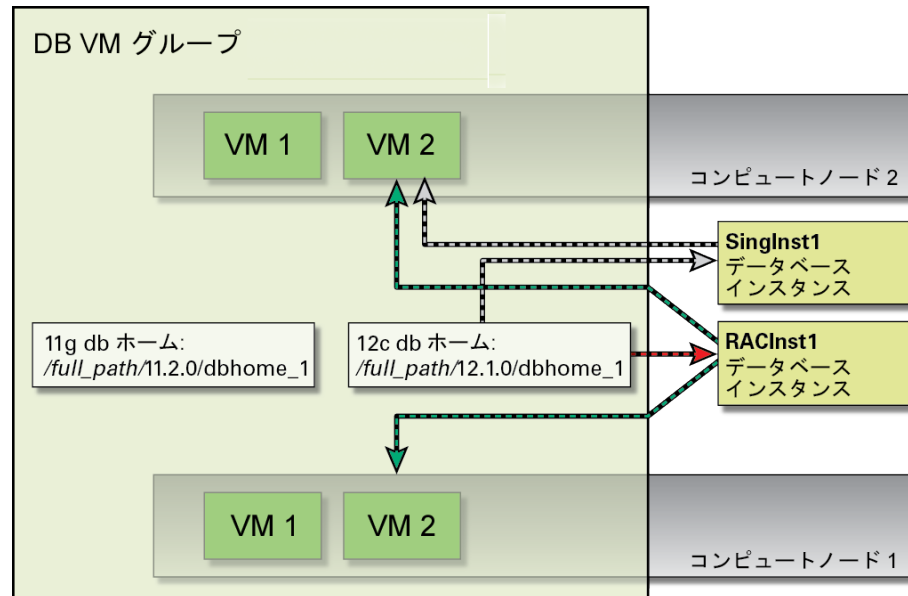 DB VM グループ
VM 1
VM 2
コンピュートノード 2
SingInst1
データベース
インスタンス
11g db ホーム:
/full_path/11.2.0/dbhome_1
12c db ホーム:
/full_path/12.1.0/dbhome_1
RACInst1
データベース
インスタンス
VM 1
VM 2
コンピュートノード 1